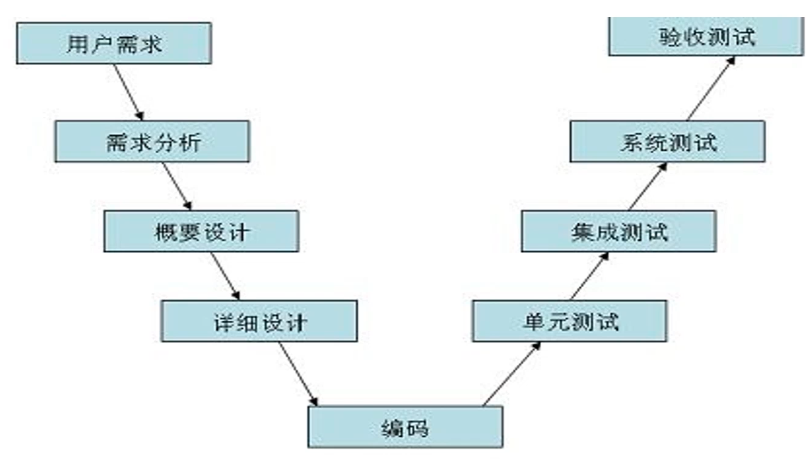 用户需求
验收测试
需求分析
系统测试
概要设计
集成测试
详细设计
单元测试
编码